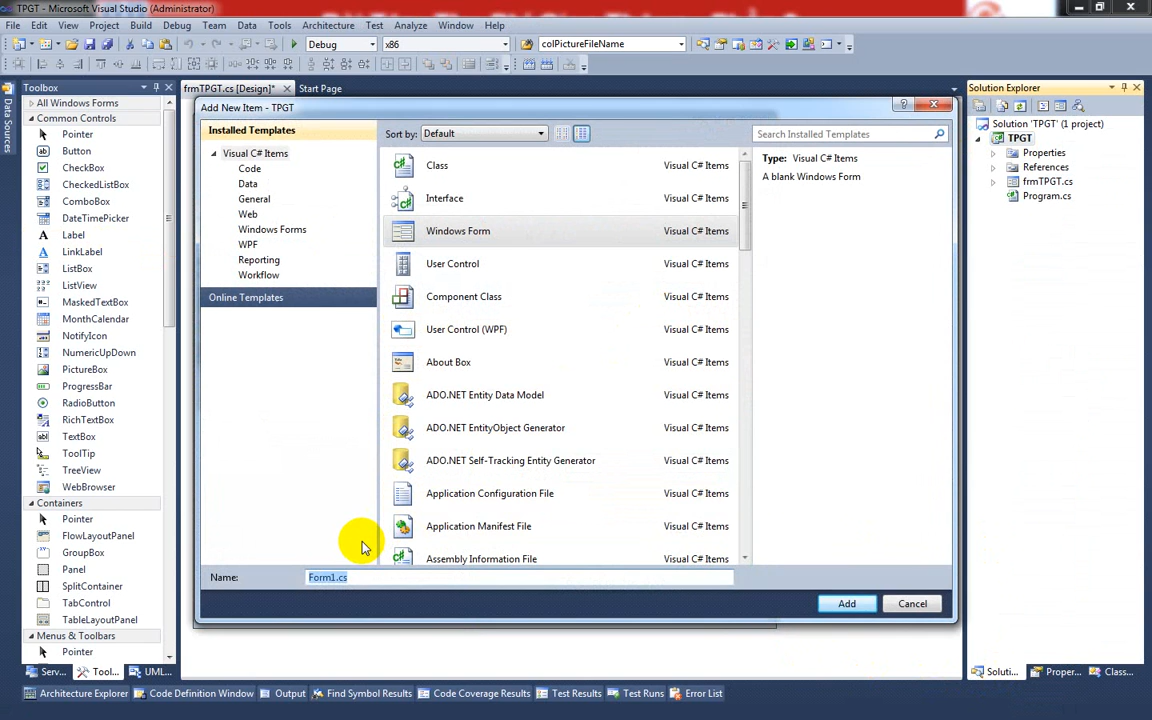 TPGT - Microsoft Visual Studio (Administrator)
File Edit View Project Build Debug Team Data Tools Architecture Test Analyze Window Help
Debug x86 colPictureFileName
Toolbox
frmTPGT.cs [Design]* Start Page
Solution Explorer
Data Sources
All Windows Forms
Common Controls
Pointer
Button
CheckBox
CheckedListBox
ComboBox
DateTimePicker
Label
LinkLabel
ListBox
ListView
MaskedTextBox
MonthCalendar
NotifyIcon
NumericUpDown
PictureBox
ProgressBar
RadioButton
RichTextBox
TextBox
ToolTip
TreeView
WebBrowser
Containers
Pointer
FlowLayoutPanel
GroupBox
Panel
SplitContainer
TabControl
TableLayoutPanel
Menus & Toolbars
Pointer
Add New Item - TPGT
Installed Templates
Visual C# Items
Code
Data
General
Web
Windows Forms
WPF
Reporting
Workflow
Online Templates
Sort by: Default
Search Installed Templates
Class Visual C# Items
Interface Visual C# Items
Windows Form Visual C# Items
User Control Visual C# Items
Component Class Visual C# Items
User Control (WPF) Visual C# Items
About Box Visual C# Items
ADO.NET Entity Data Model Visual C# Items
ADO.NET EntityObject Generator Visual C# Items
ADO.NET Self-Tracking Entity Generator Visual C# Items
Application Configuration File Visual C# Items
Application Manifest File Visual C# Items
Assembly Information File Visual C# Items
Type: Visual C# Items
A blank Windows Form
Name: Form1.cs
Add Cancel
Solution 'TPGT' (1 project)
TPGT
Properties
References
frmTPGT.cs
Program.cs
Serv... Tool... UML...
Soluti... Proper... Class...
Architecture Explorer Code Definition Window Output Find Symbol Results Code Coverage Results Test Results Test Runs Error List